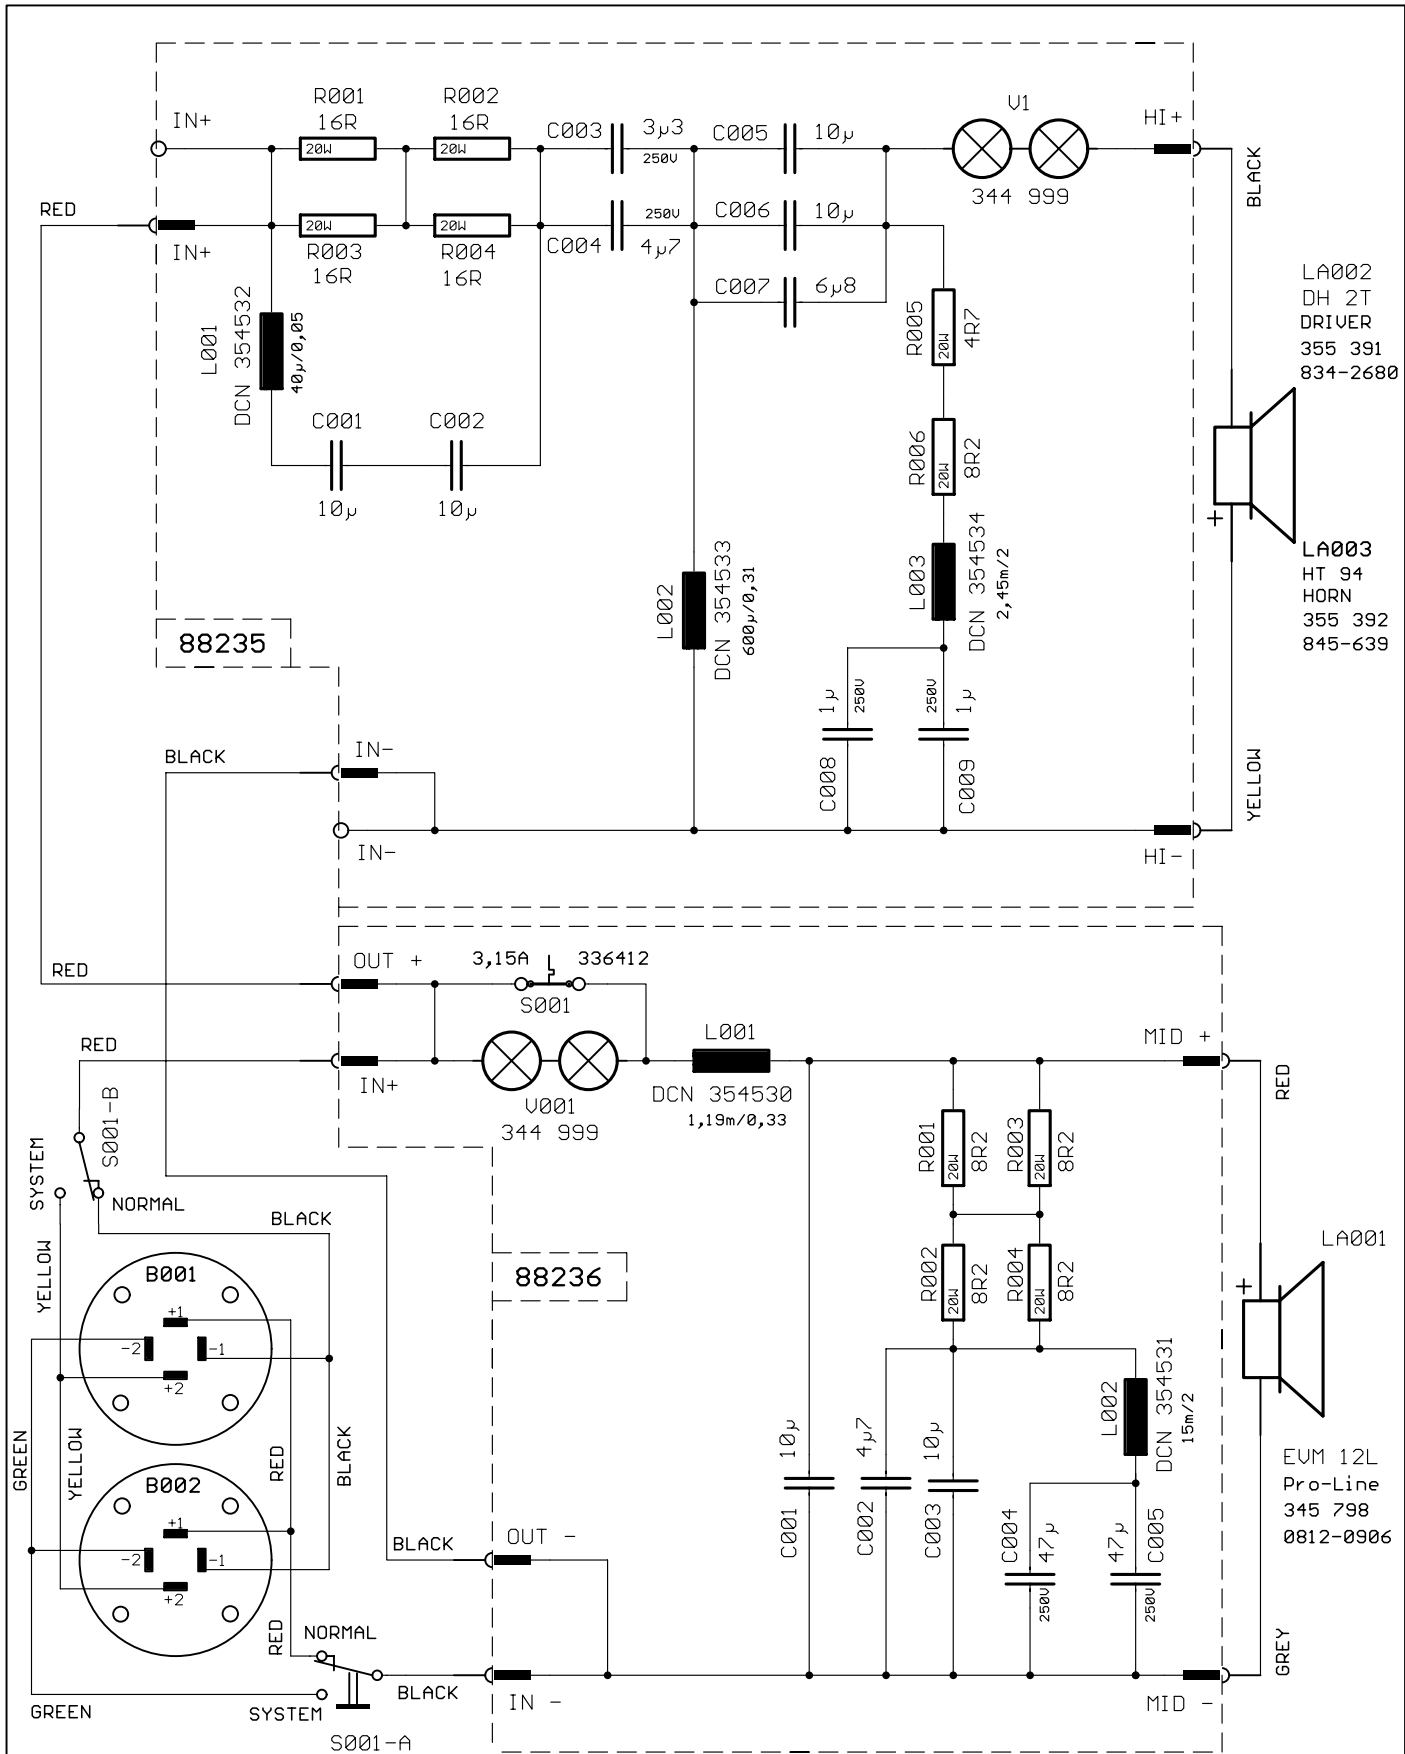 IN+
R001
16R
20W
R002
16R
20W
C003
3µ3
250V
C005
10µ
V1
344 999
HI+
BLACK
RED
IN+
20W
R003
16R
20W
R004
16R
250V
C004
4µ7
C006
10µ
C007
6µ8
L001
DCN 354532
40µ/0,05
R005
20W
4R7
LA002
DH 2T
DRIVER
355 391
834-2680
C001
10µ
C002
10µ
R006
20W
8R2
L002
DCN 354533
600µ/0,31
L003
DCN 354534
2,45m/2
+
LA003
HT 94
HORN
355 392
845-639
88235
1µ
250V
C008
250V
1µ
C009
YELLOW
BLACK
IN-
IN-
HI-
RED
OUT +
3,15A
336412
S001
RED
IN+
V001
344 999
L001
DCN 354530
1,19m/0,33
MID +
RED
S001-B
SYSTEM
NORMAL
BLACK
YELLOW
R001
20W
8R2
R003
20W
8R2
R002
20W
8R2
R004
20W
8R2
88236
LA001
+
B001
+1
-2
-1
+2
GREEN
YELLOW
RED
BLACK
L002
DCN 354531
15m/2
10µ
C001
4µ7
C002
10µ
C003
C004
47µ
250V
47µ
C005
250V
EVM 12L
Pro-Line
345 798
0812-0906
B002
+1
-2
-1
+2
BLACK
OUT -
RED
NORMAL
BLACK
IN -
MID -
GREY
GREEN
SYSTEM
S001-A